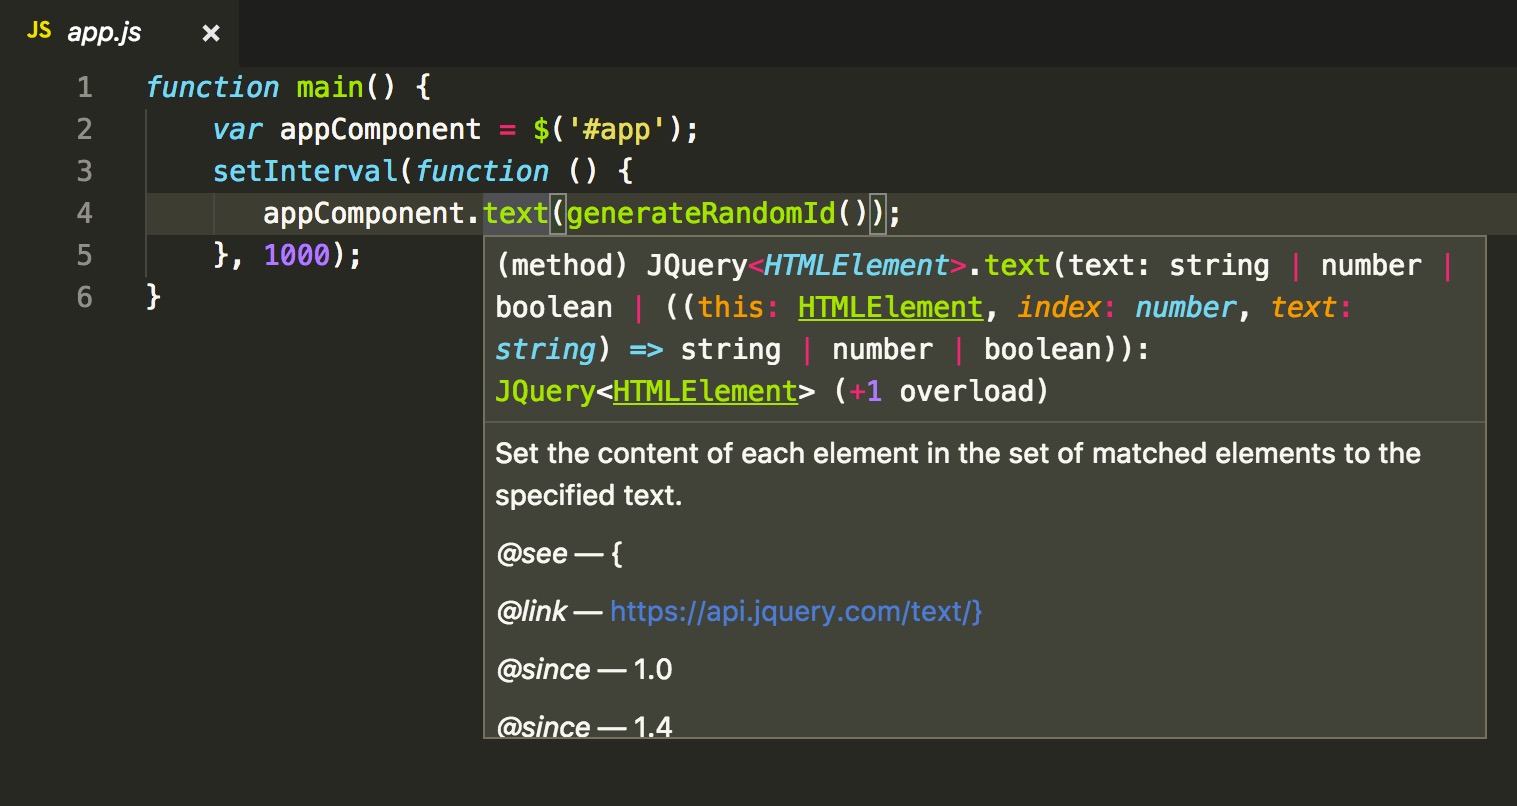 JS app.js ×
1 function main() {
2 var appComponent = $('#app');
3 setInterval(function () {
4 appComponent.text(generateRandomId());
5 }, 1000);
6 }
(method) JQuery<HTMLElement>.text(text: string | number |
boolean | ((this: HTMLElement, index: number, text:
string) => string | number | boolean)):
JQuery<HTMLElement> (+1 overload)
Set the content of each element in the set of matched elements to the
specified text.
@see — {
@link — https://api.jquery.com/text/}
@since — 1.0
@since — 1.4